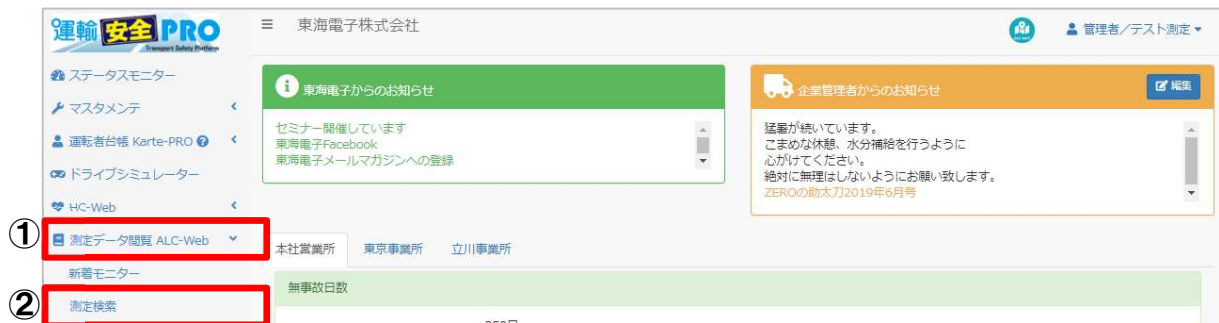 運輸安全PRO
Transport Safety Platform
≡ 東海電子株式会社
管理者/テスト測定
ステータスモニター
マスタメンテ
運転者台帳 Karte-PRO
ドライブシミュレーター
HC-Web
① 測定データ閲覧 ALC-Web
新着モニター
② 測定検索
東海電子からのお知らせ
セミナー開催しています
東海電子Facebook
東海電子メールマガジンへの登録
企業管理者からのお知らせ
編集
猛暑が続いています。
こまめな休憩、水分補給を行うように
心がけてください。
絶対に無理はしないようにお願い致します。
ZEROの助太刀2019年6月号
本社営業所 東京事業所 立川事業所
無事故日数